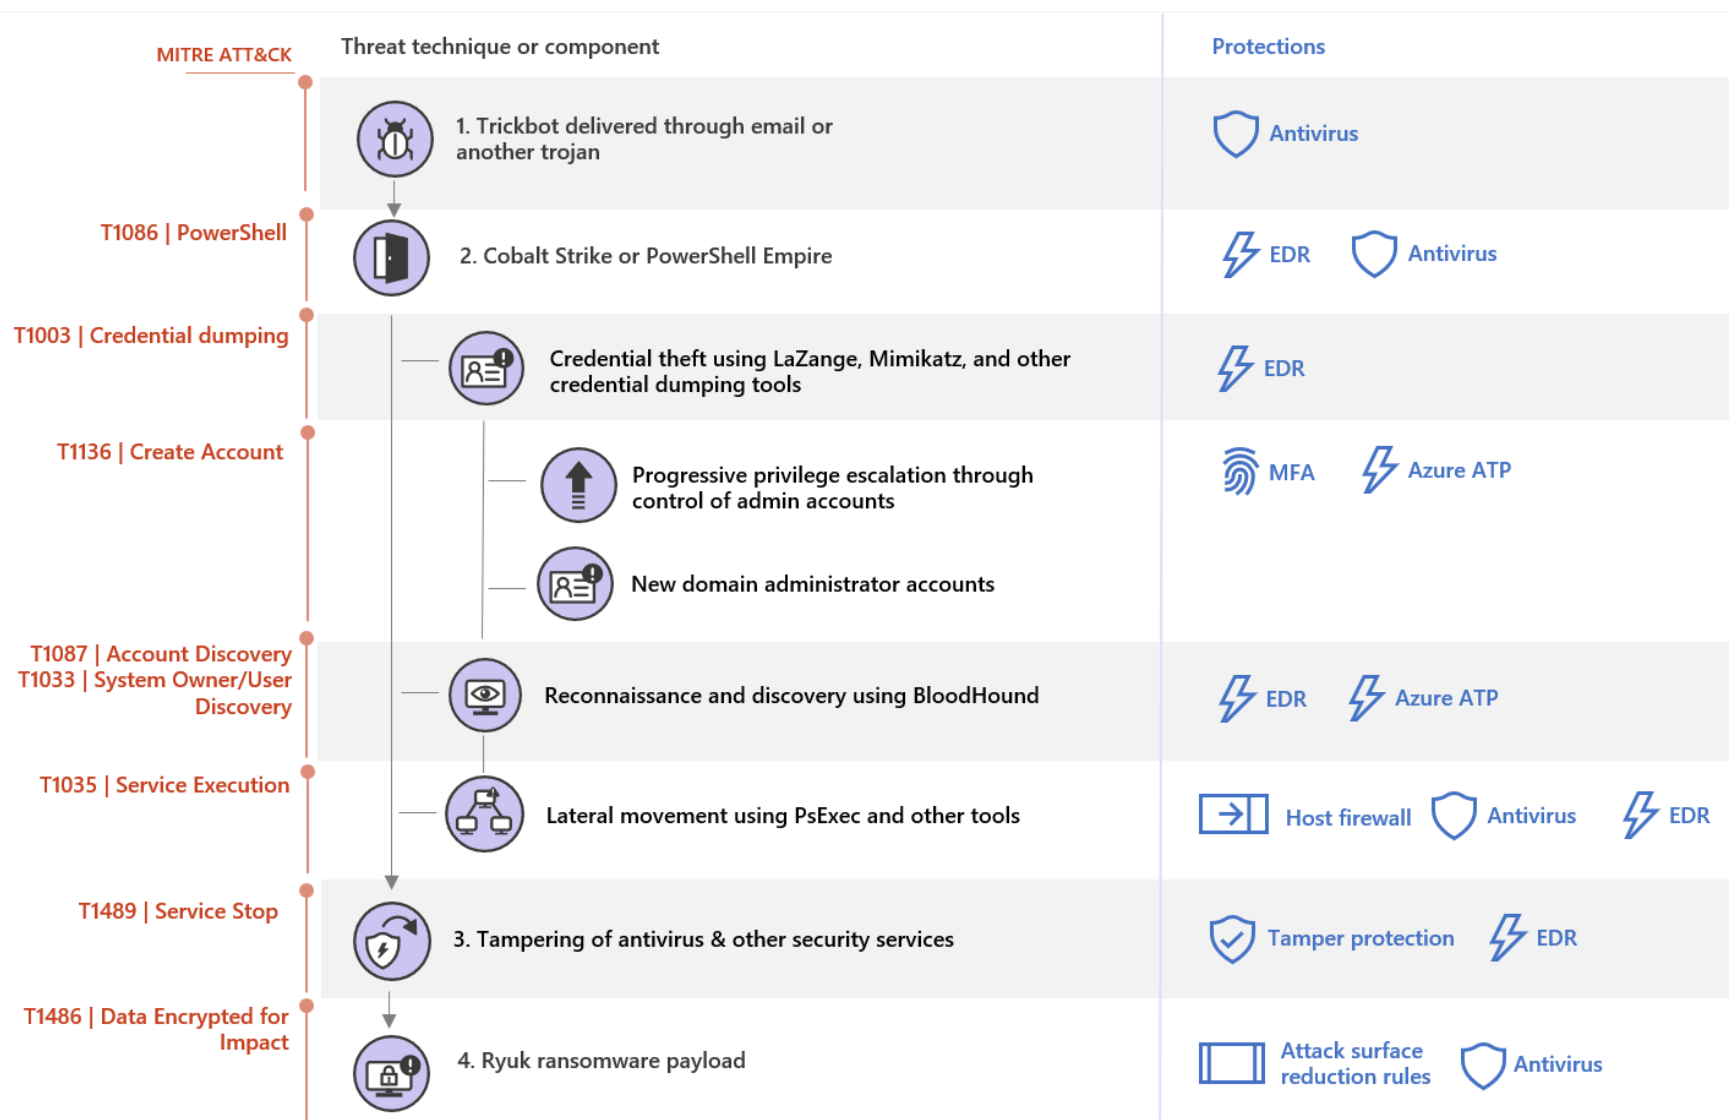 MITRE ATT&CK
Threat technique or component
Protections
1. Trickbot delivered through email or
another trojan
Antivirus
T1086 | PowerShell
2. Cobalt Strike or PowerShell Empire
EDR
Antivirus
T1003 | Credential dumping
Credential theft using LaZange, Mimikatz, and other
credential dumping tools
EDR
T1136 | Create Account
Progressive privilege escalation through
control of admin accounts
MFA
Azure ATP
New domain administrator accounts
T1087 | Account Discovery
T1033 | System Owner/User
Discovery
Reconnaissance and discovery using BloodHound
EDR
Azure ATP
T1035 | Service Execution
Lateral movement using PsExec and other tools
Host firewall
Antivirus
EDR
T1489 | Service Stop
3. Tampering of antivirus & other security services
Tamper protection
EDR
T1486 | Data Encrypted for
Impact
4. Ryuk ransomware payload
Attack surface
reduction rules
Antivirus